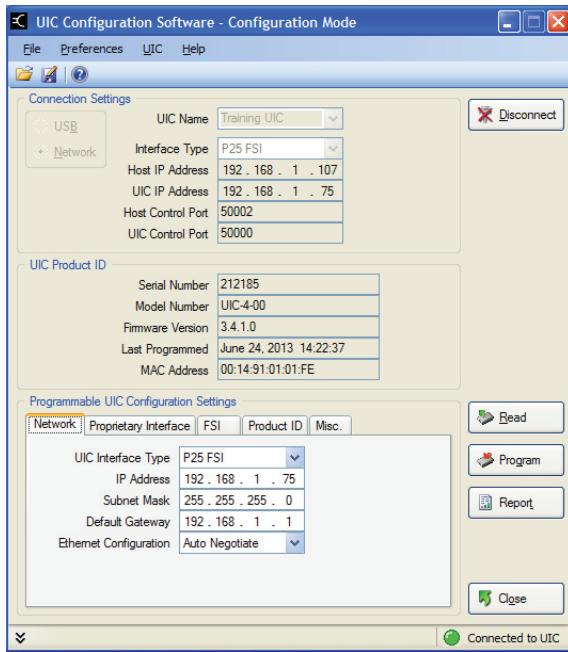 UIC Configuration Software - Configuration Mode
File Preferences UIC Help
Connection Settings
USB
Network
UIC Name Training UIC
Interface Type P25 FSI
Host IP Address 192 . 168 . 1 . 107
UIC IP Address 192 . 168 . 1 . 75
Host Control Port 50002
UIC Control Port 50000
Disconnect
UIC Product ID
Serial Number 212185
Model Number UIC-4-00
Firmware Version 3.4.1.0
Last Programmed June 24, 2013 14:22:37
MAC Address 00:14:91:01:01:FE
Programmable UIC Configuration Settings
Network Proprietary Interface FSI Product ID Misc.
UIC Interface Type P25 FSI
IP Address 192 . 168 . 1 . 75
Subnet Mask 255 . 255 . 255 . 0
Default Gateway 192 . 168 . 1 . 1
Ethernet Configuration Auto Negotiate
Read
Program
Report
Close
Connected to UIC